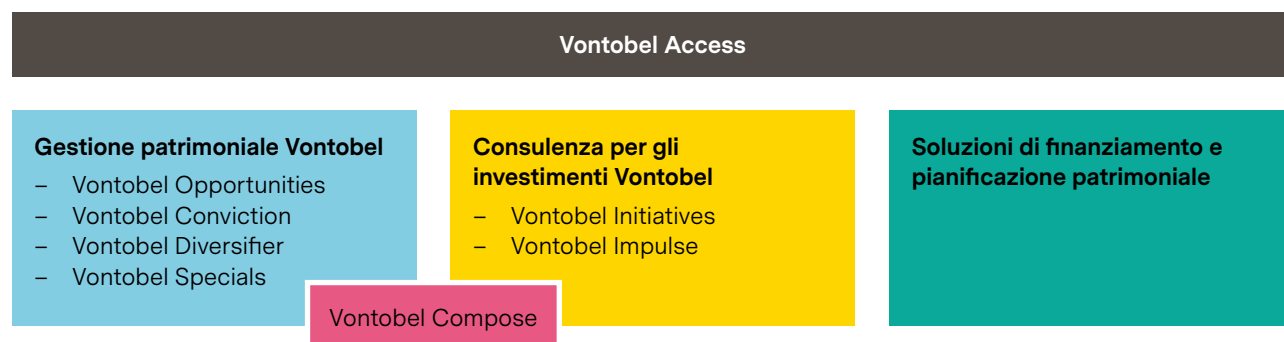 Vontobel Access
Gestione patrimoniale Vontobel
– Vontobel Opportunities
– Vontobel Conviction
– Vontobel Diversifier
– Vontobel Specials
Consulenza per gli
investimenti Vontobel
– Vontobel Initiatives
– Vontobel Impulse
Soluzioni di finanziamento e
pianificazione patrimoniale
Vontobel Compose